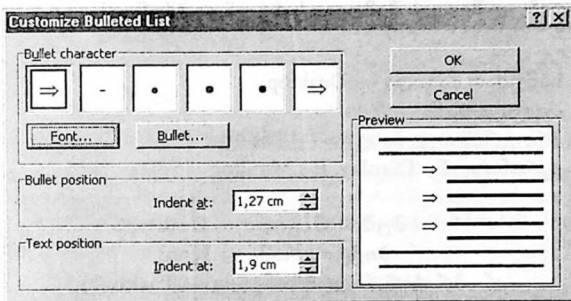 Customize Bulleted List
Bullet character
⇒ - • • • ⇒
Font... Bullet...
OK
Cancel
Preview
⇒
⇒
⇒
Bullet position
Indent at: 1,27 cm
Text position
Indent at: 1,9 cm